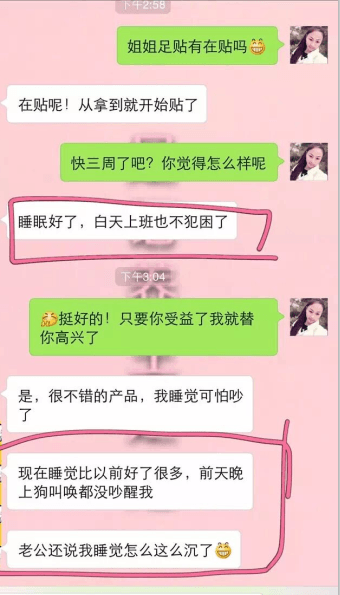 下午2:58
姐姐足贴有在贴吗
在贴呢！从拿到就开始贴了
快三周了吧？你觉得怎么样呢
睡眠好了，白天上班也不犯困了
下午3:04
挺好的！只要你受益了我就替
你高兴了
是，很不错的产品，我睡觉可怕吵
了
现在睡觉比以前好了很多，前天晚
上狗叫唤都没吵醒我
老公还说我睡觉怎么这么沉了